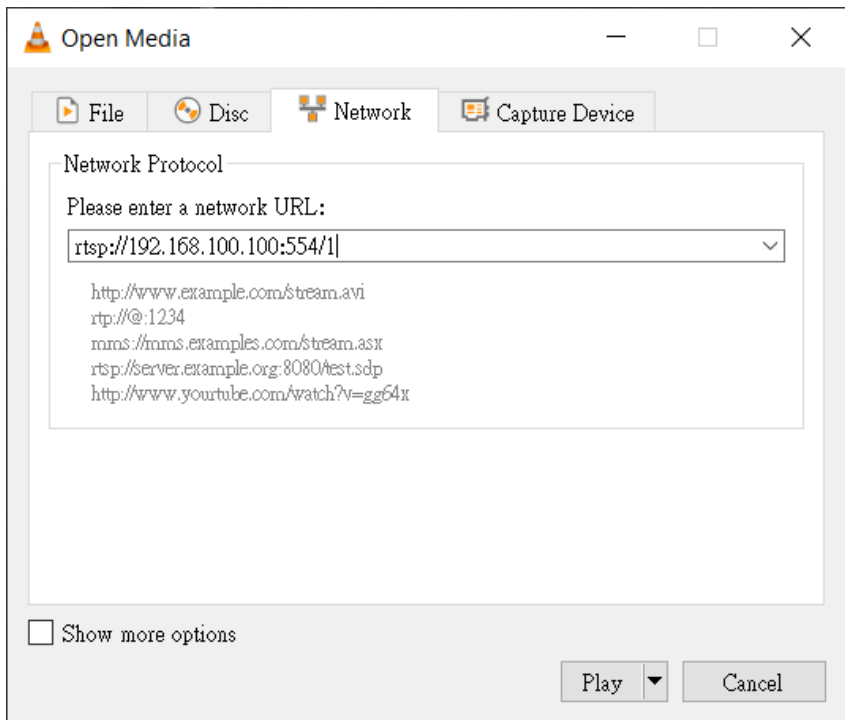 Open Media
File Disc Network Capture Device
Network Protocol
Please enter a network URL:
rtsp://192.168.100.100:554/1
http://www.example.com/stream.avi
rtp://@:1234
mms://mms.examples.com/stream.asx
rtsp://server.example.org:8080/test.sdp
http://www.yourtube.com/watch?v=gg64x
Show more options
Play Cancel